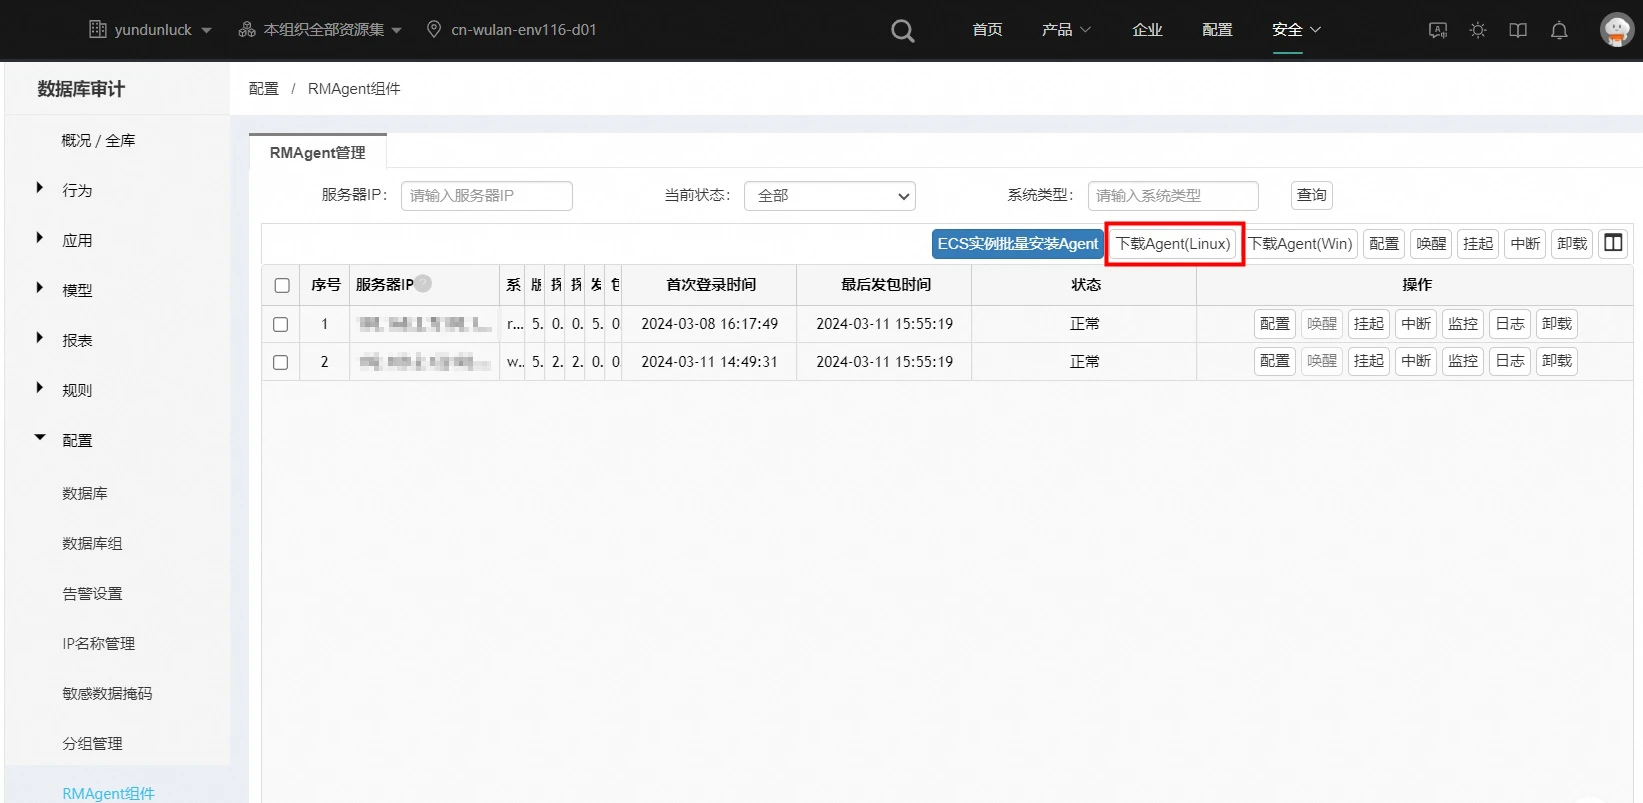 yundunluck 本组织全部资源集 cn-wulan-env116-d01 首页 产品 企业 配置 安全
数据库审计
概况 / 全库
行为
应用
模型
报表
规则
配置
数据库
数据库组
告警设置
IP名称管理
敏感数据掩码
分组管理
RMAgent组件
配置 / RMAgent组件
RMAgent管理
服务器IP: 请输入服务器IP 当前状态: 全部 系统类型: 请输入系统类型 查询
ECS实例批量安装Agent 下载Agent(Linux) 下载Agent(Win) 配置 唤醒 挂起 中断 卸载
序号 服务器IP 系 首次登录时间 最后发包时间 状态 操作
1 r... 5. 0. 0. 5. 0 2024-03-08 16:17:49 2024-03-11 15:55:19 正常 配置 唤醒 挂起 中断 监控 日志 卸载
2 w.. 5. 2. 2. 0. 0 2024-03-11 14:49:31 2024-03-11 15:55:19 正常 配置 唤醒 挂起 中断 监控 日志 卸载